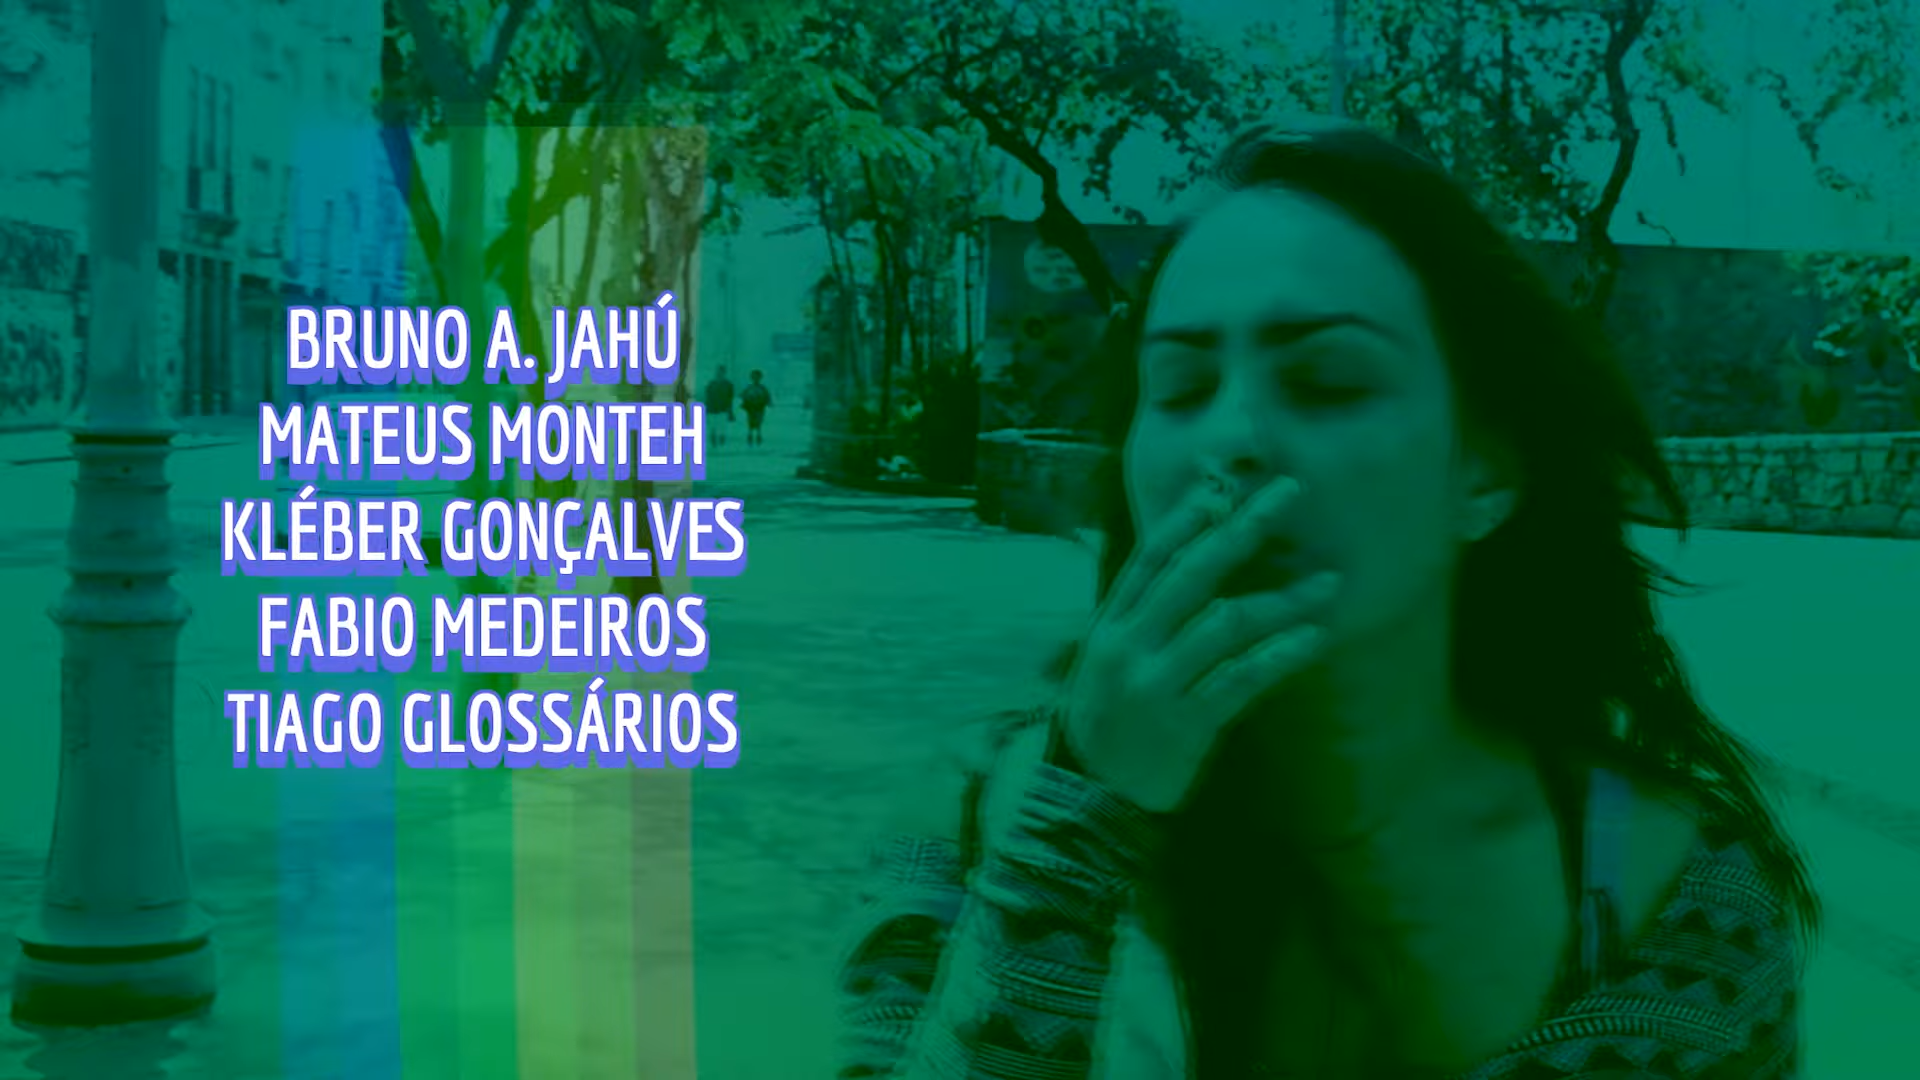 BRUNO A. JAHÚ
MATEUS MONTEH
KLÉBER GONÇALVES
FABIO MEDEIROS
TIAGO GLOSSÁRIOS